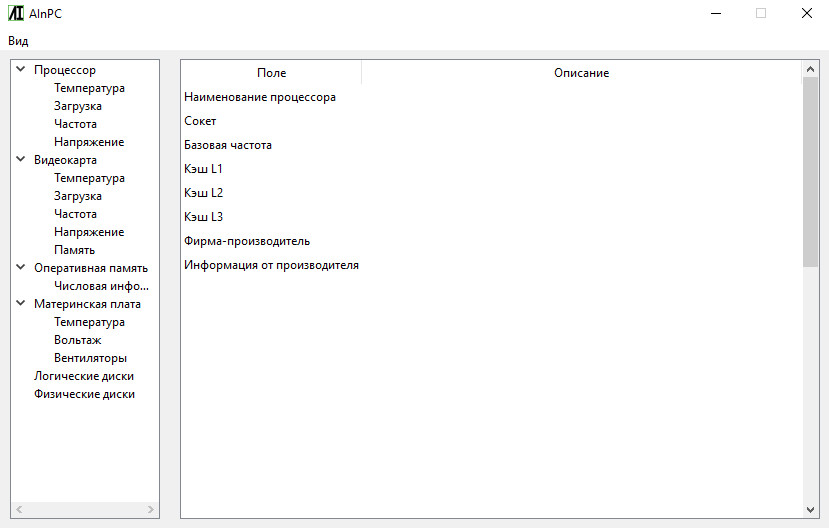 AInPC
Вид
Процессор
Температура
Загрузка
Частота
Напряжение
Видеокарта
Температура
Загрузка
Частота
Напряжение
Память
Оперативная память
Числовая инфо...
Материнская плата
Температура
Вольтаж
Вентиляторы
Логические диски
Физические диски
Поле Описание
Наименование процессора
Сокет
Базовая частота
Кэш L1
Кэш L2
Кэш L3
Фирма-производитель
Информация от производителя